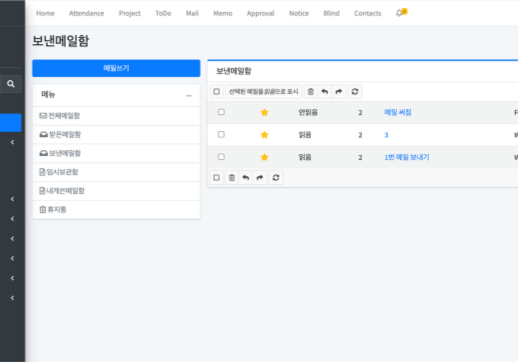 Home Attendance Project ToDo Mail Memo Approval Notice Blind Contacts
보낸메일함
메일쓰기
메뉴
전체메일함
받은메일함
보낸메일함
임시보관함
내게쓴메일함
휴지통
보낸메일함
선택된 메일을 읽음으로 표시
안읽음 2 메일 써짐
읽음 2 3
읽음 2 1번 메일 보내기